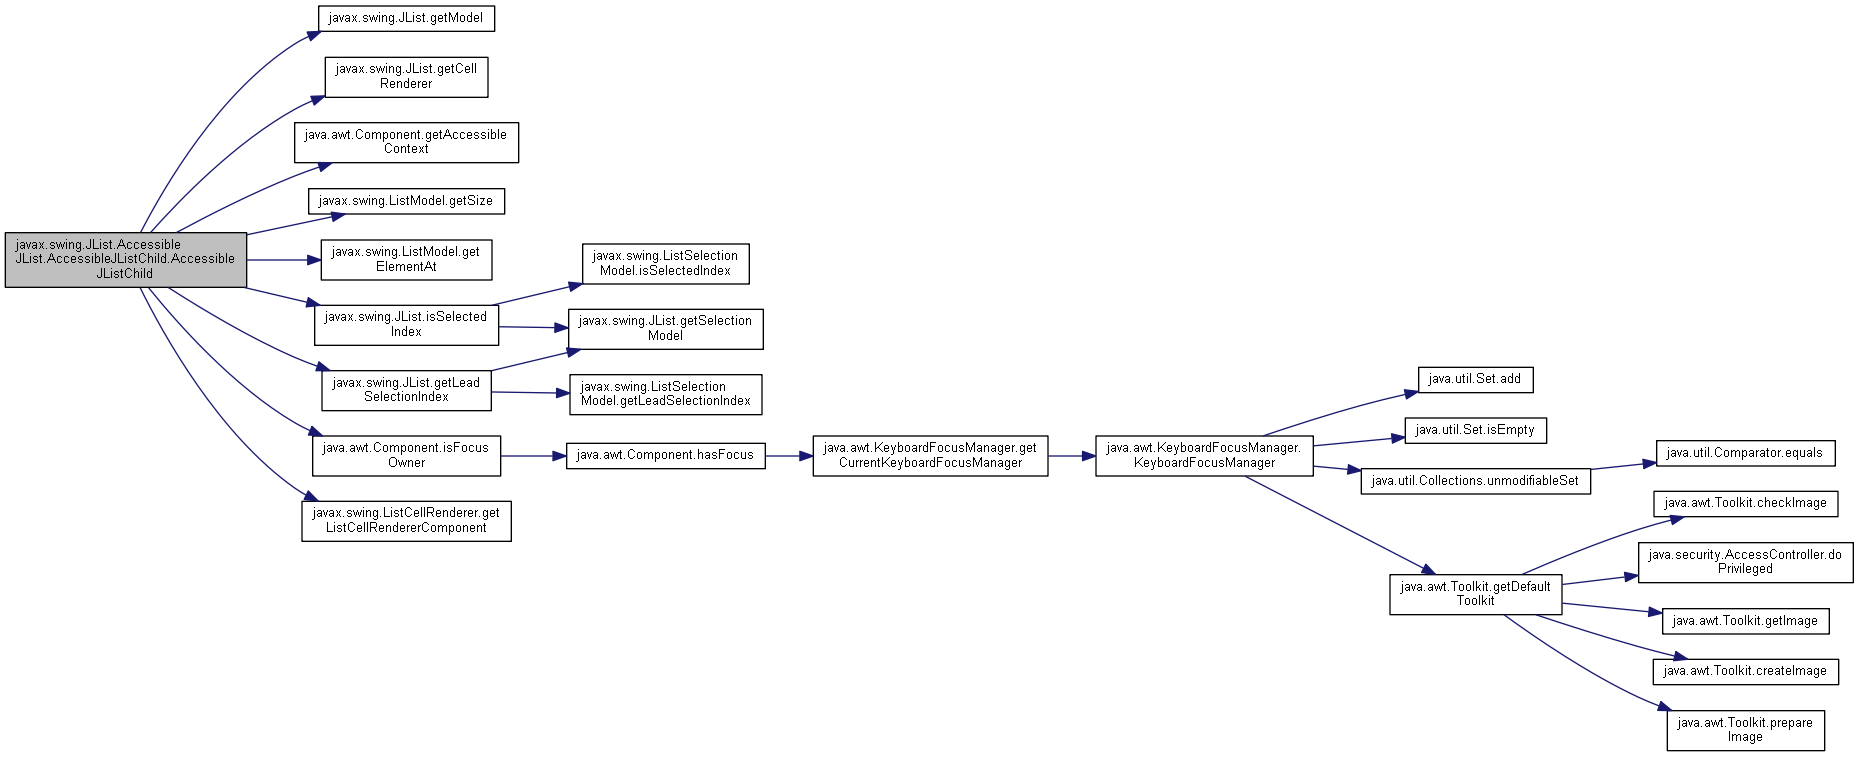 javax.swing.JList.getModel
javax.swing.JList.getCell
Renderer
java.awt.Component.getAccessible
Context
javax.swing.ListModel.getSize
javax.swing.JList.Accessible
JList.AccessibleJListChild.Accessible
JListChild
javax.swing.ListModel.get
ElementAt
javax.swing.JList.isSelected
Index
javax.swing.JList.getLead
SelectionIndex
java.awt.Component.isFocus
Owner
javax.swing.ListCellRenderer.get
ListCellRendererComponent
javax.swing.ListSelection
Model.isSelectedIndex
javax.swing.JList.getSelection
Model
javax.swing.ListSelection
Model.getLeadSelectionIndex
java.awt.Component.hasFocus
java.awt.KeyboardFocusManager.get
CurrentKeyboardFocusManager
java.awt.KeyboardFocusManager.
KeyboardFocusManager
java.util.Set.add
java.util.Set.isEmpty
java.util.Collections.unmodifiableSet
java.awt.Toolkit.getDefault
Toolkit
java.util.Comparator.equals
java.awt.Toolkit.checkImage
java.security.AccessController.do
Privileged
java.awt.Toolkit.getImage
java.awt.Toolkit.createImage
java.awt.Toolkit.prepare
Image